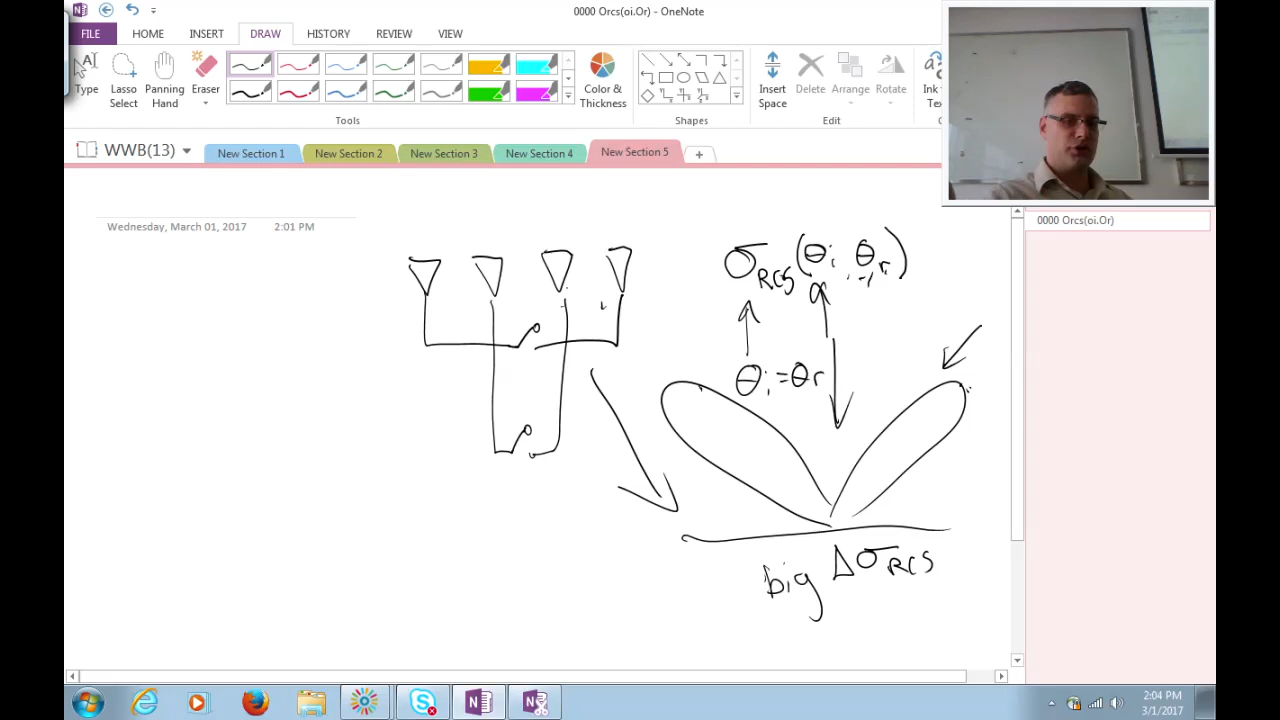 0000 Orcs(oi.Or) - OneNote
FILE
HOME
INSERT
DRAW
HISTORY
REVIEW
VIEW
Type
Lasso Select
Panning Hand
Eraser
Color & Thickness
Insert Space
Delete
Arrange
Rotate
Ink to
Tools
Shapes
Edit
WWB(13)
New Section 1
New Section 2
New Section 3
New Section 4
New Section 5
0000 Orcs(oi.Or)
Wednesday, March 01, 2017 2:01 PM
σRCS(θi, θr)
θi=θr
big ΔσRCS
2:04 PM
3/1/2017